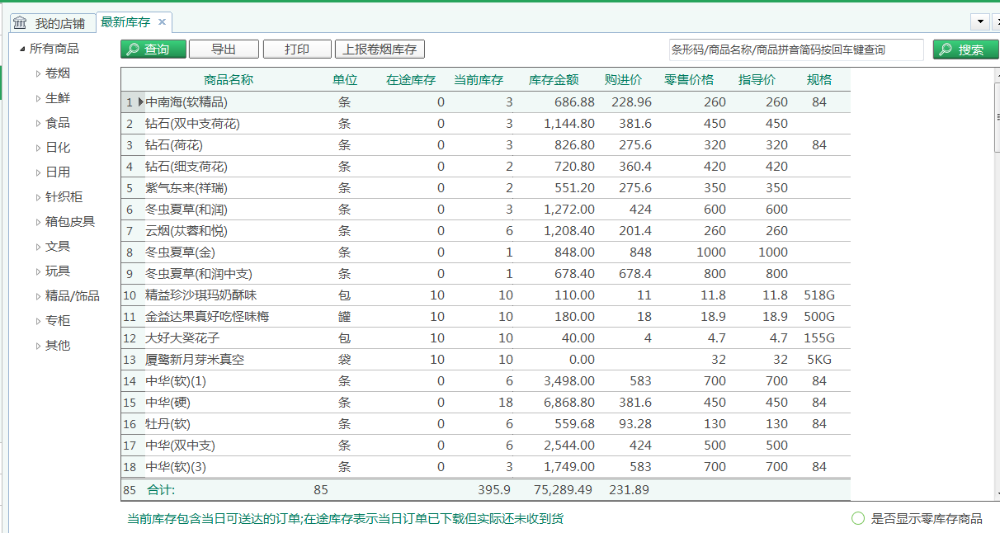 我的店铺 最新库存
所有商品 查询 导出 打印 上报卷烟库存 条形码/商品名称/商品拼音简码按回车键查询 搜索
卷烟
生鲜
食品
日化
日用
针织柜
箱包皮具
文具
玩具
精品/饰品
专柜
其他
商品名称 单位 在途库存 当前库存 库存金额 购进价 零售价格 指导价 规格
1 中南海(软精品) 条 0 3 686.88 228.96 260 260 84
2 钻石(双中支荷花) 条 0 3 1,144.80 381.6 450 450
3 钻石(荷花) 条 0 3 826.80 275.6 320 320 84
4 钻石(细支荷花) 条 0 2 720.80 360.4 420 420
5 紫气东来(祥瑞) 条 0 2 551.20 275.6 350 350
6 冬虫夏草(和润) 条 0 3 1,272.00 424 600 600
7 云烟(苁蓉和悦) 条 0 6 1,208.40 201.4 260 260
8 冬虫夏草(金) 条 0 1 848.00 848 1000 1000
9 冬虫夏草(和润中支) 条 0 1 678.40 678.4 800 800
10 精益珍沙琪玛奶酥味 包 10 10 110.00 11 11.8 11.8 518G
11 金益达果真好吃怪味梅 罐 10 10 180.00 18 18.9 18.9 500G
12 大好大癸花子 包 10 10 40.00 4 4.7 4.7 155G
13 厦鹭新月芽米真空 袋 10 10 0.00 32 32 5KG
14 中华(软)(1) 条 0 6 3,498.00 583 700 700 84
15 中华(硬) 条 0 18 6,868.80 381.6 450 450 84
16 牡丹(软) 条 0 6 559.68 93.28 130 130 84
17 中华(双中支) 条 0 6 2,544.00 424 500 500
18 中华(软)(3) 条 0 3 1,749.00 583 700 700 84
85 合计: 85 395.9 75,289.49 231.89
当前库存包含当日可送达的订单;在途库存表示当日订单已下载但实际还未收到货 是否显示零库存商品